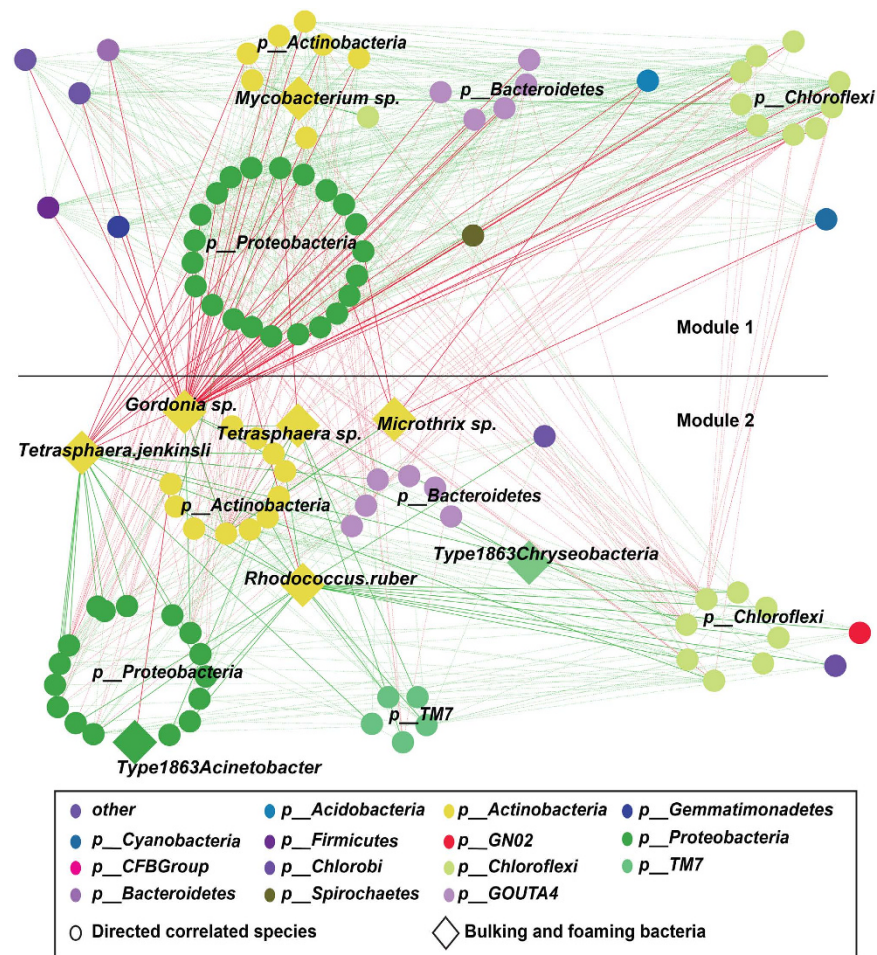 p__Actinobacteria
Mycobacterium sp.
p__Bacteroidetes
p__Chloroflexi
p__Proteobacteria
Module 1
Gordonia sp.
Module 2
Tetrasphaera sp.
Microthrix sp.
Tetrasphaera.jenkinsli
p__Bacteroidetes
p__Actinobacteria
Type1863Chryseobacteria
Rhodococcus.ruber
p__Chloroflexi
p__Proteobacteria
p__TM7
Type1863Acinetobacter
other p__Acidobacteria p__Actinobacteria p__Gemmatimonadetes
p__Cyanobacteria p__Firmicutes p__GN02 p__Proteobacteria
p__CFBGroup p__Chlorobi p__Chloroflexi p__TM7
p__Bacteroidetes p__Spirochaetes p__GOUTA4
Directed correlated species Bulking and foaming bacteria